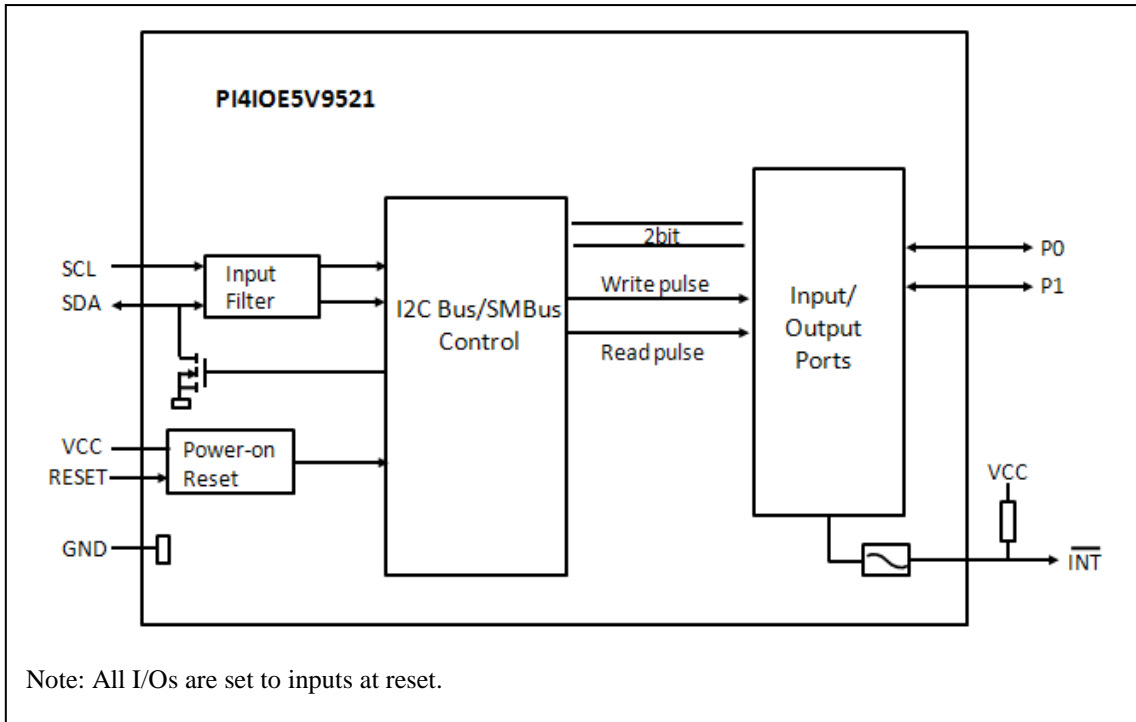 PI4IOE5V9521
SCL
SDA
Input
Filter
I2C Bus/SMBus
Control
2bit
Write pulse
Read pulse
Input/
Output
Ports
P0
P1
VCC
RESET
Power-on
Reset
GND
VCC
INT
Note: All I/Os are set to inputs at reset.